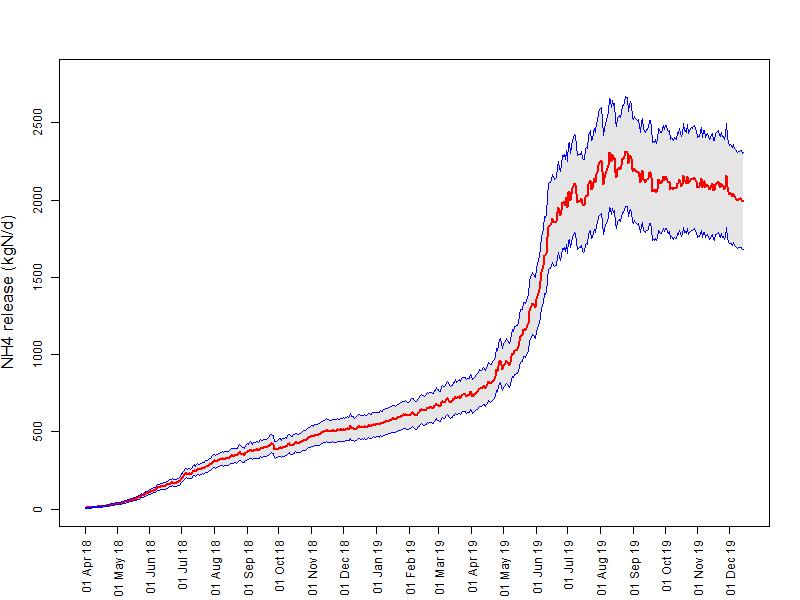 NH4 release (kgN/d)
2500
2000
1500
1000
500
0
01 Apr 18
01 May 18
01 Jun 18
01 Jul 18
01 Aug 18
01 Sep 18
01 Oct 18
01 Nov 18
01 Dec 18
01 Jan 19
01 Feb 19
01 Mar 19
01 Apr 19
01 May 19
01 Jun 19
01 Jul 19
01 Aug 19
01 Sep 19
01 Oct 19
01 Nov 19
01 Dec 19